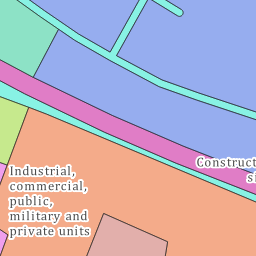 Construct
si
Industrial,
commercial,
public,
military and
private units